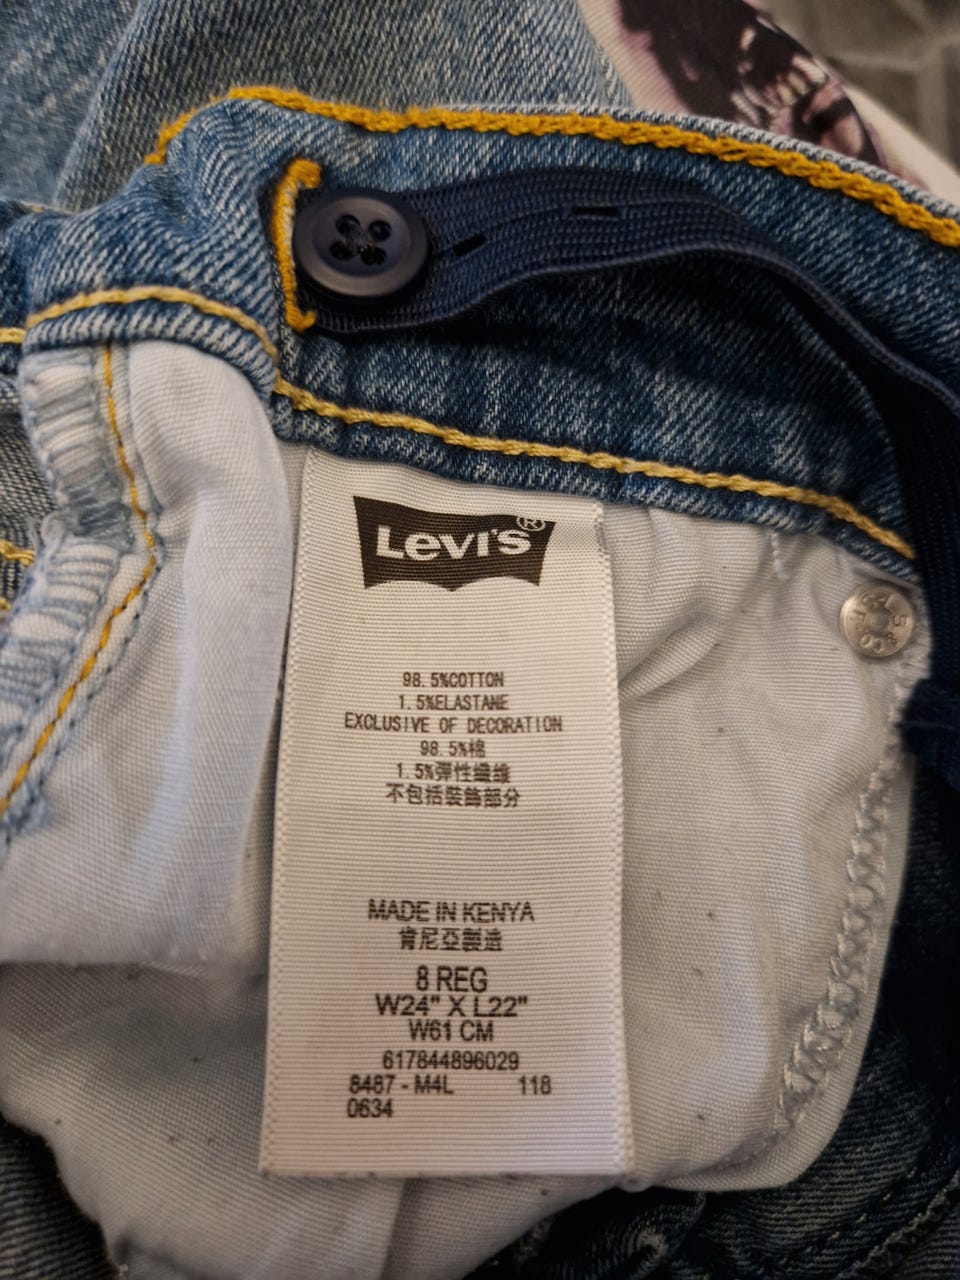 Levi's®
98.5%COTTON
1.5%ELASTANE
EXCLUSIVE OF DECORATION
98.5%棉
1.5%彈性纖維
不包括裝飾部分
MADE IN KENYA
肯尼亞製造
8 REG
W24" X L22"
W61 CM
617844896029
8487 - M4L 118
0634